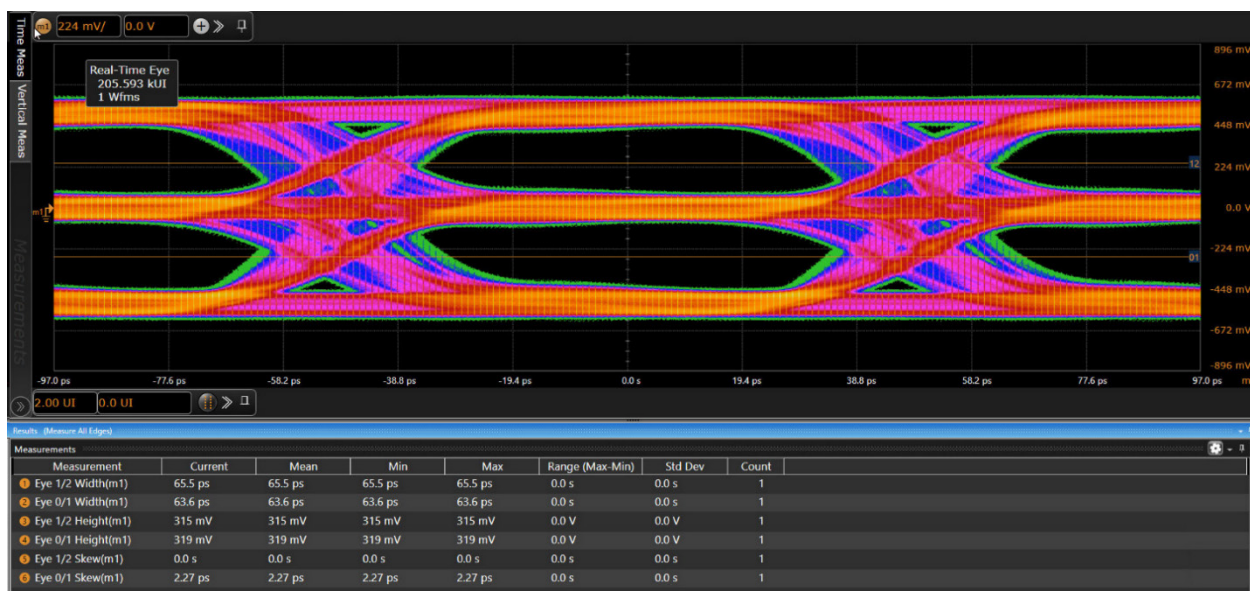 Time Meas
Vertical Meas
Measurements
m1 224 mV/ 0.0 V
Real-Time Eye
205.593 kUI
1 Wfms
896 mV
672 mV
448 mV
224 mV
0.0 V
-224 mV
-448 mV
-672 mV
-896 mV
12
01
m1
-97.0 ps -77.6 ps -58.2 ps -38.8 ps -19.4 ps 0.0 s 19.4 ps 38.8 ps 58.2 ps 77.6 ps 97.0 ps
2.00 UI 0.0 UI
Results (Measure All Edges)
Measurements
Measurement Current Mean Min Max Range (Max-Min) Std Dev Count
1 Eye 1/2 Width(m1) 65.5 ps 65.5 ps 65.5 ps 65.5 ps 0.0 s 0.0 s 1
2 Eye 0/1 Width(m1) 63.6 ps 63.6 ps 63.6 ps 63.6 ps 0.0 s 0.0 s 1
3 Eye 1/2 Height(m1) 315 mV 315 mV 315 mV 315 mV 0.0 V 0.0 V 1
4 Eye 0/1 Height(m1) 319 mV 319 mV 319 mV 319 mV 0.0 V 0.0 V 1
5 Eye 1/2 Skew(m1) 0.0 s 0.0 s 0.0 s 0.0 s 0.0 s 0.0 s 1
6 Eye 0/1 Skew(m1) 2.27 ps 2.27 ps 2.27 ps 2.27 ps 0.0 s 0.0 s 1